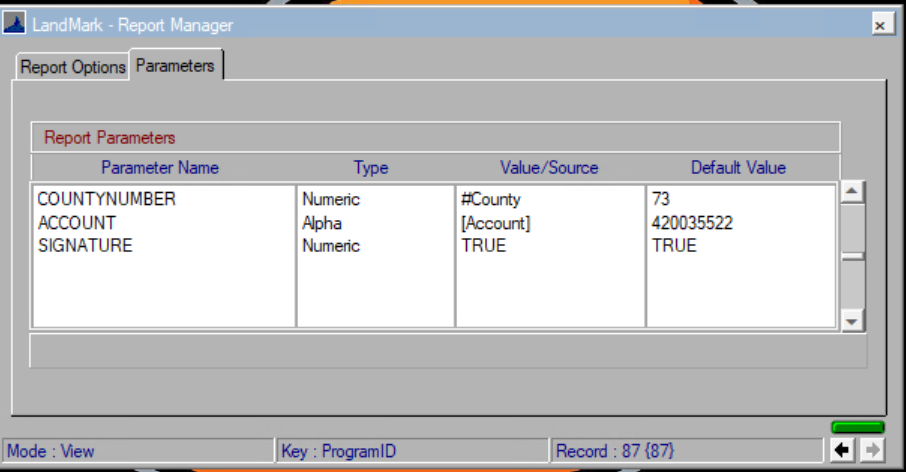 LandMark - Report Manager
Report Options Parameters
Report Parameters
Parameter Name Type Value/Source Default Value
COUNTYNUMBER Numeric #County 73
ACCOUNT Alpha [Account] 420035522
SIGNATURE Numeric TRUE TRUE
Mode : View Key : ProgramID Record : 87 {87}